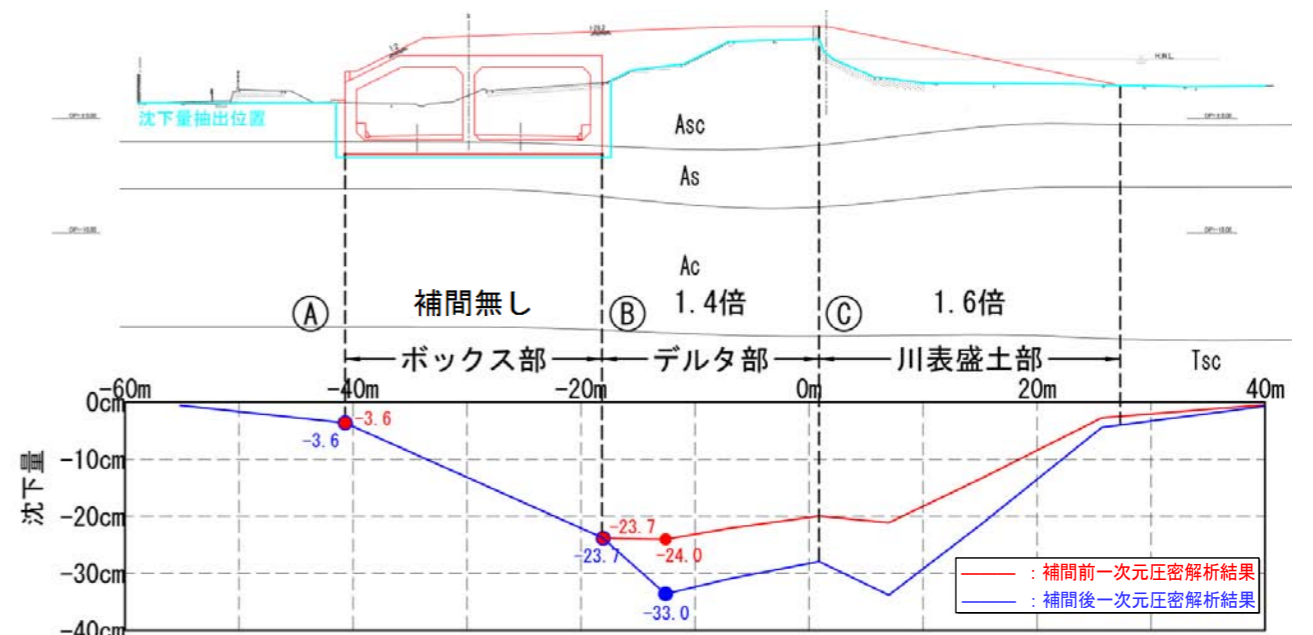 H.W.L
沈下量抽出位置
Asc
As
Ac
Ⓐ 補間無し Ⓑ 1.4倍 Ⓒ 1.6倍
ボックス部 デルタ部 川表盛土部 Tsc
-60m -40m -20m 0m 20m 40m
0cm
-3.6
-3.6
沈下量
-10cm
-20cm
-23.7
-23.7
-24.0
-30cm
-33.0
:補間前一次元圧密解析結果
:補間後一次元圧密解析結果
-40cm